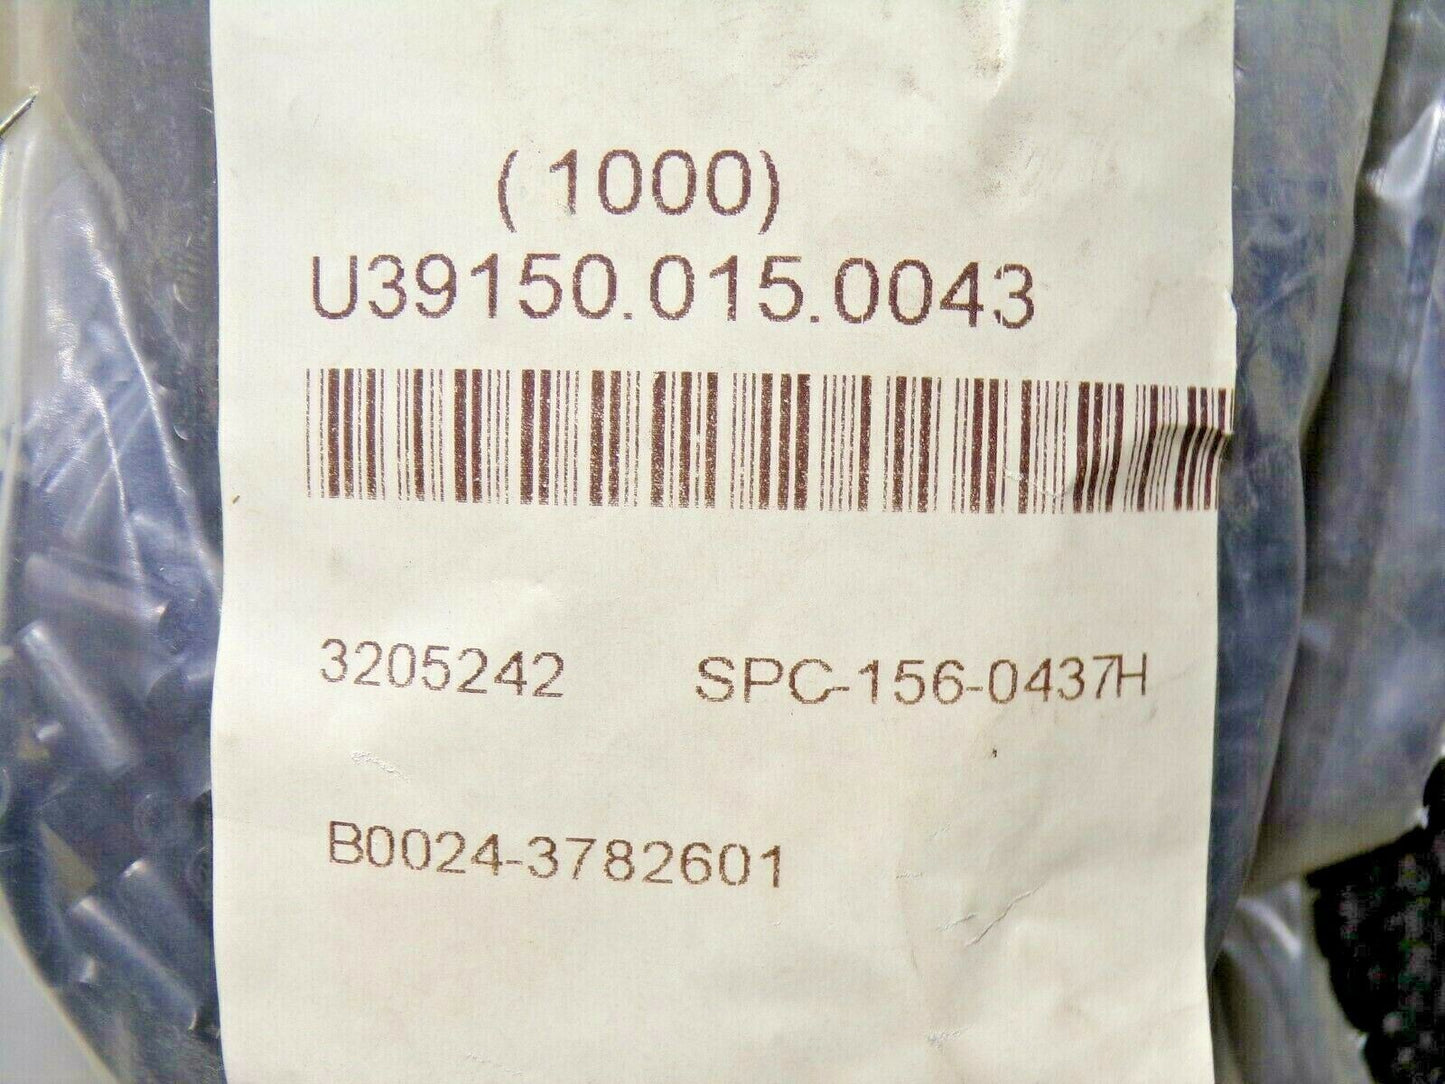 ( 1000)
U39150.015.0043
3205242 SPC-156-0437H
B0024-3782601